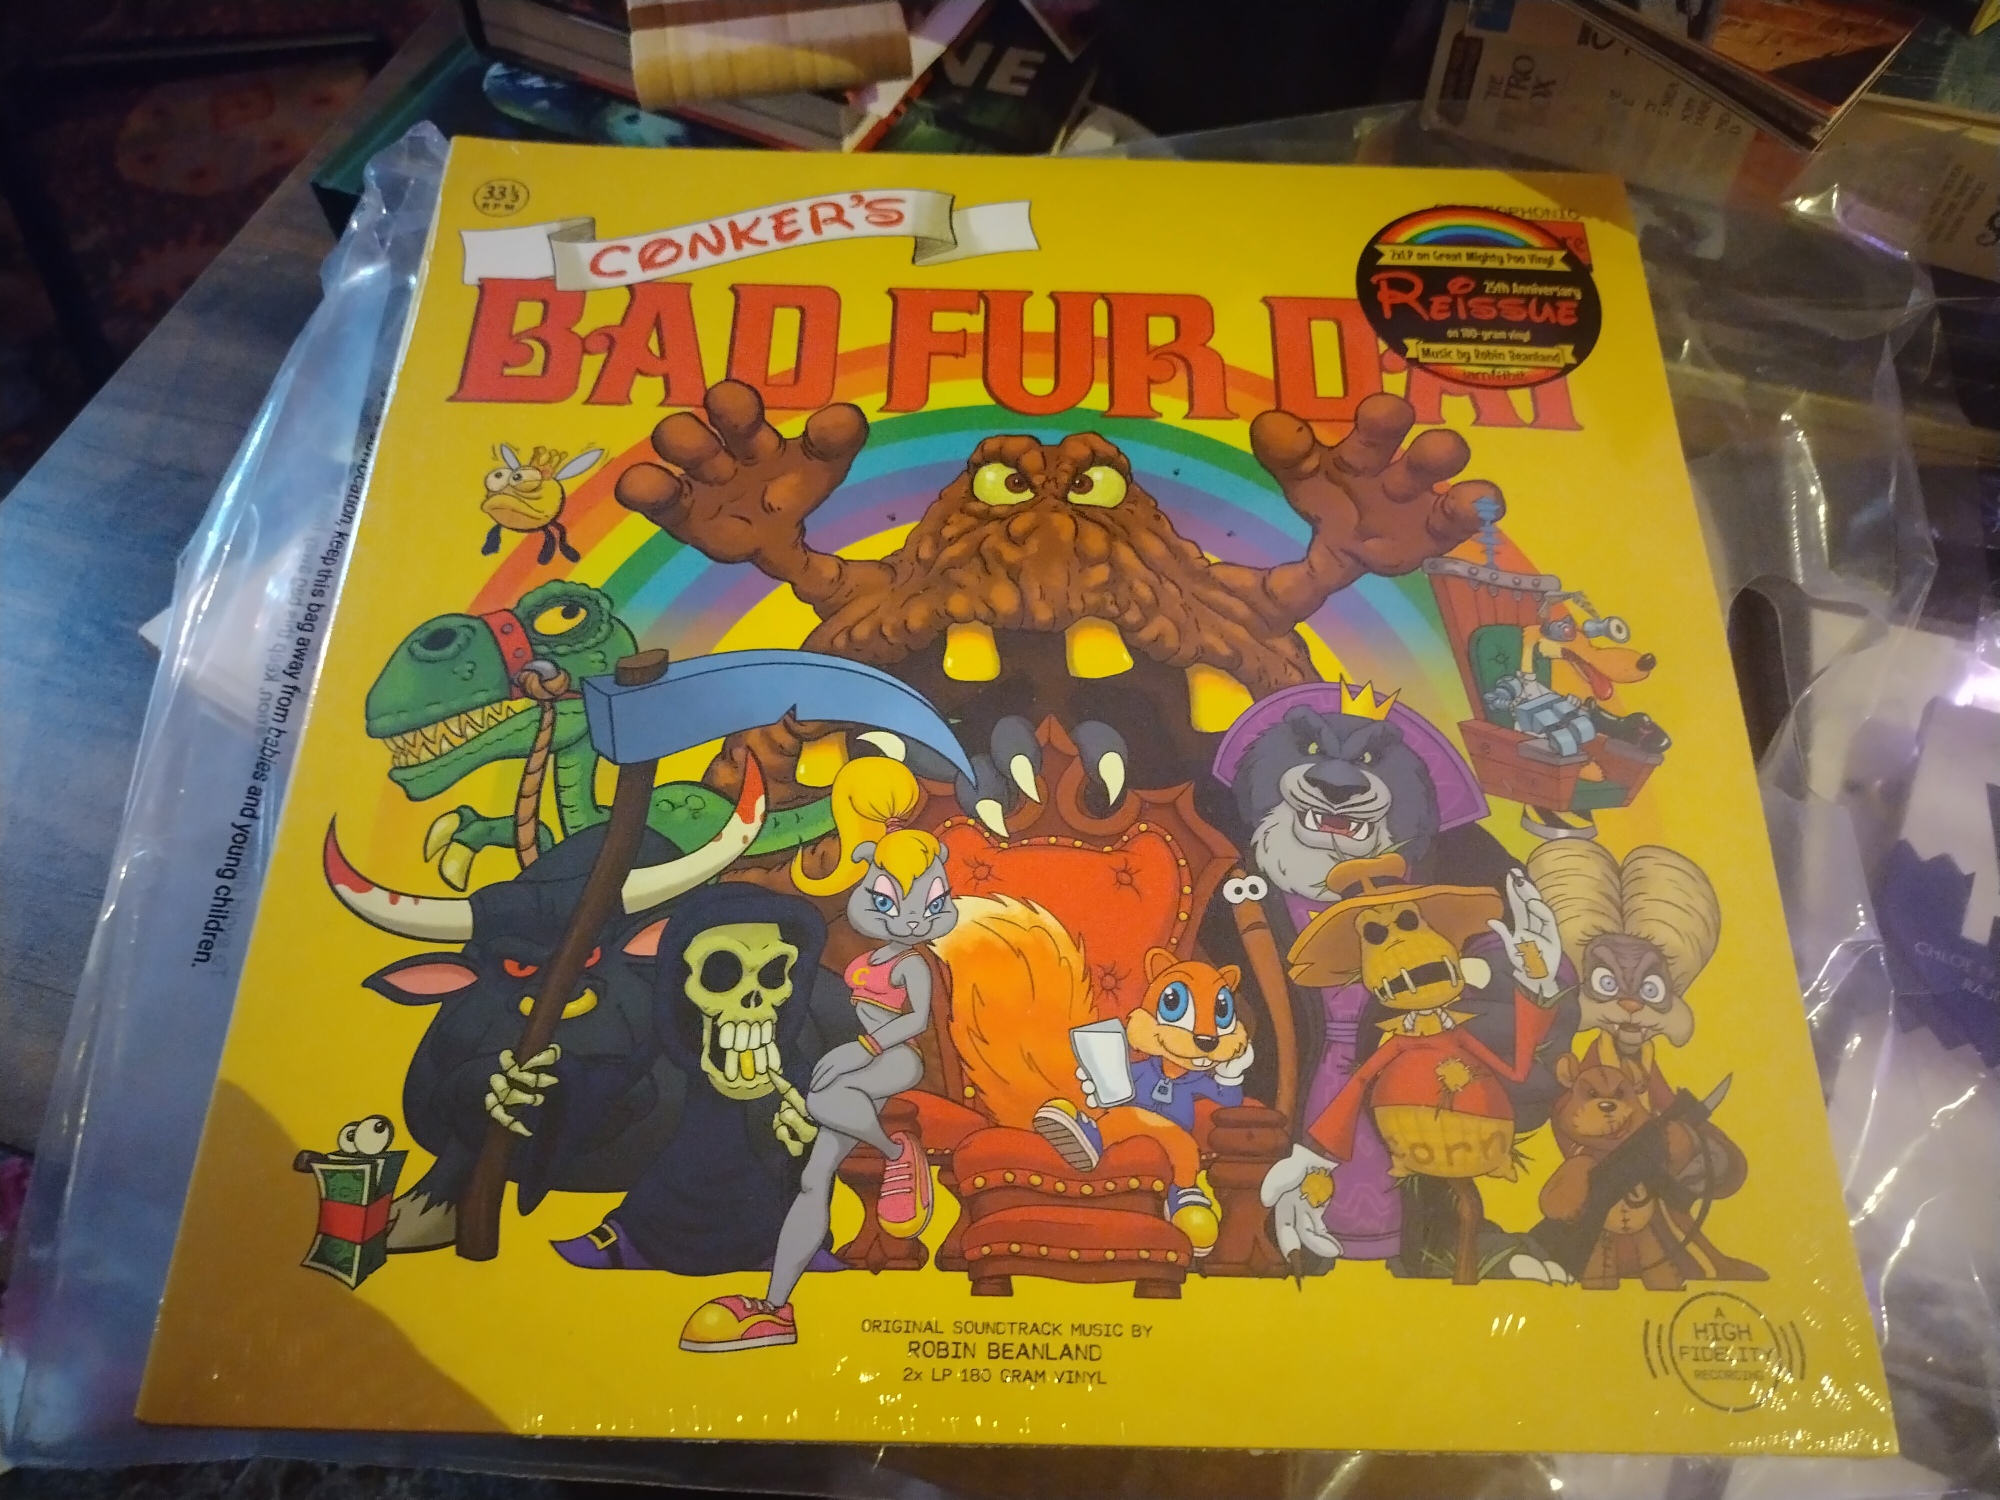 33⅓
RPM
CONKER'S
BAD FUR DAY
2xLP on Great Mighty Poo Vinyl
25th Anniversary
REISSUE
on 180-gram vinyl
Music by Robin Beanland
iam8bit
C
corn
ORIGINAL SOUNDTRACK MUSIC BY
ROBIN BEANLAND
2x LP 180 GRAM VINYL
A
HIGH
FIDELITY
RECORDING
keep this bag away from babies and young children.